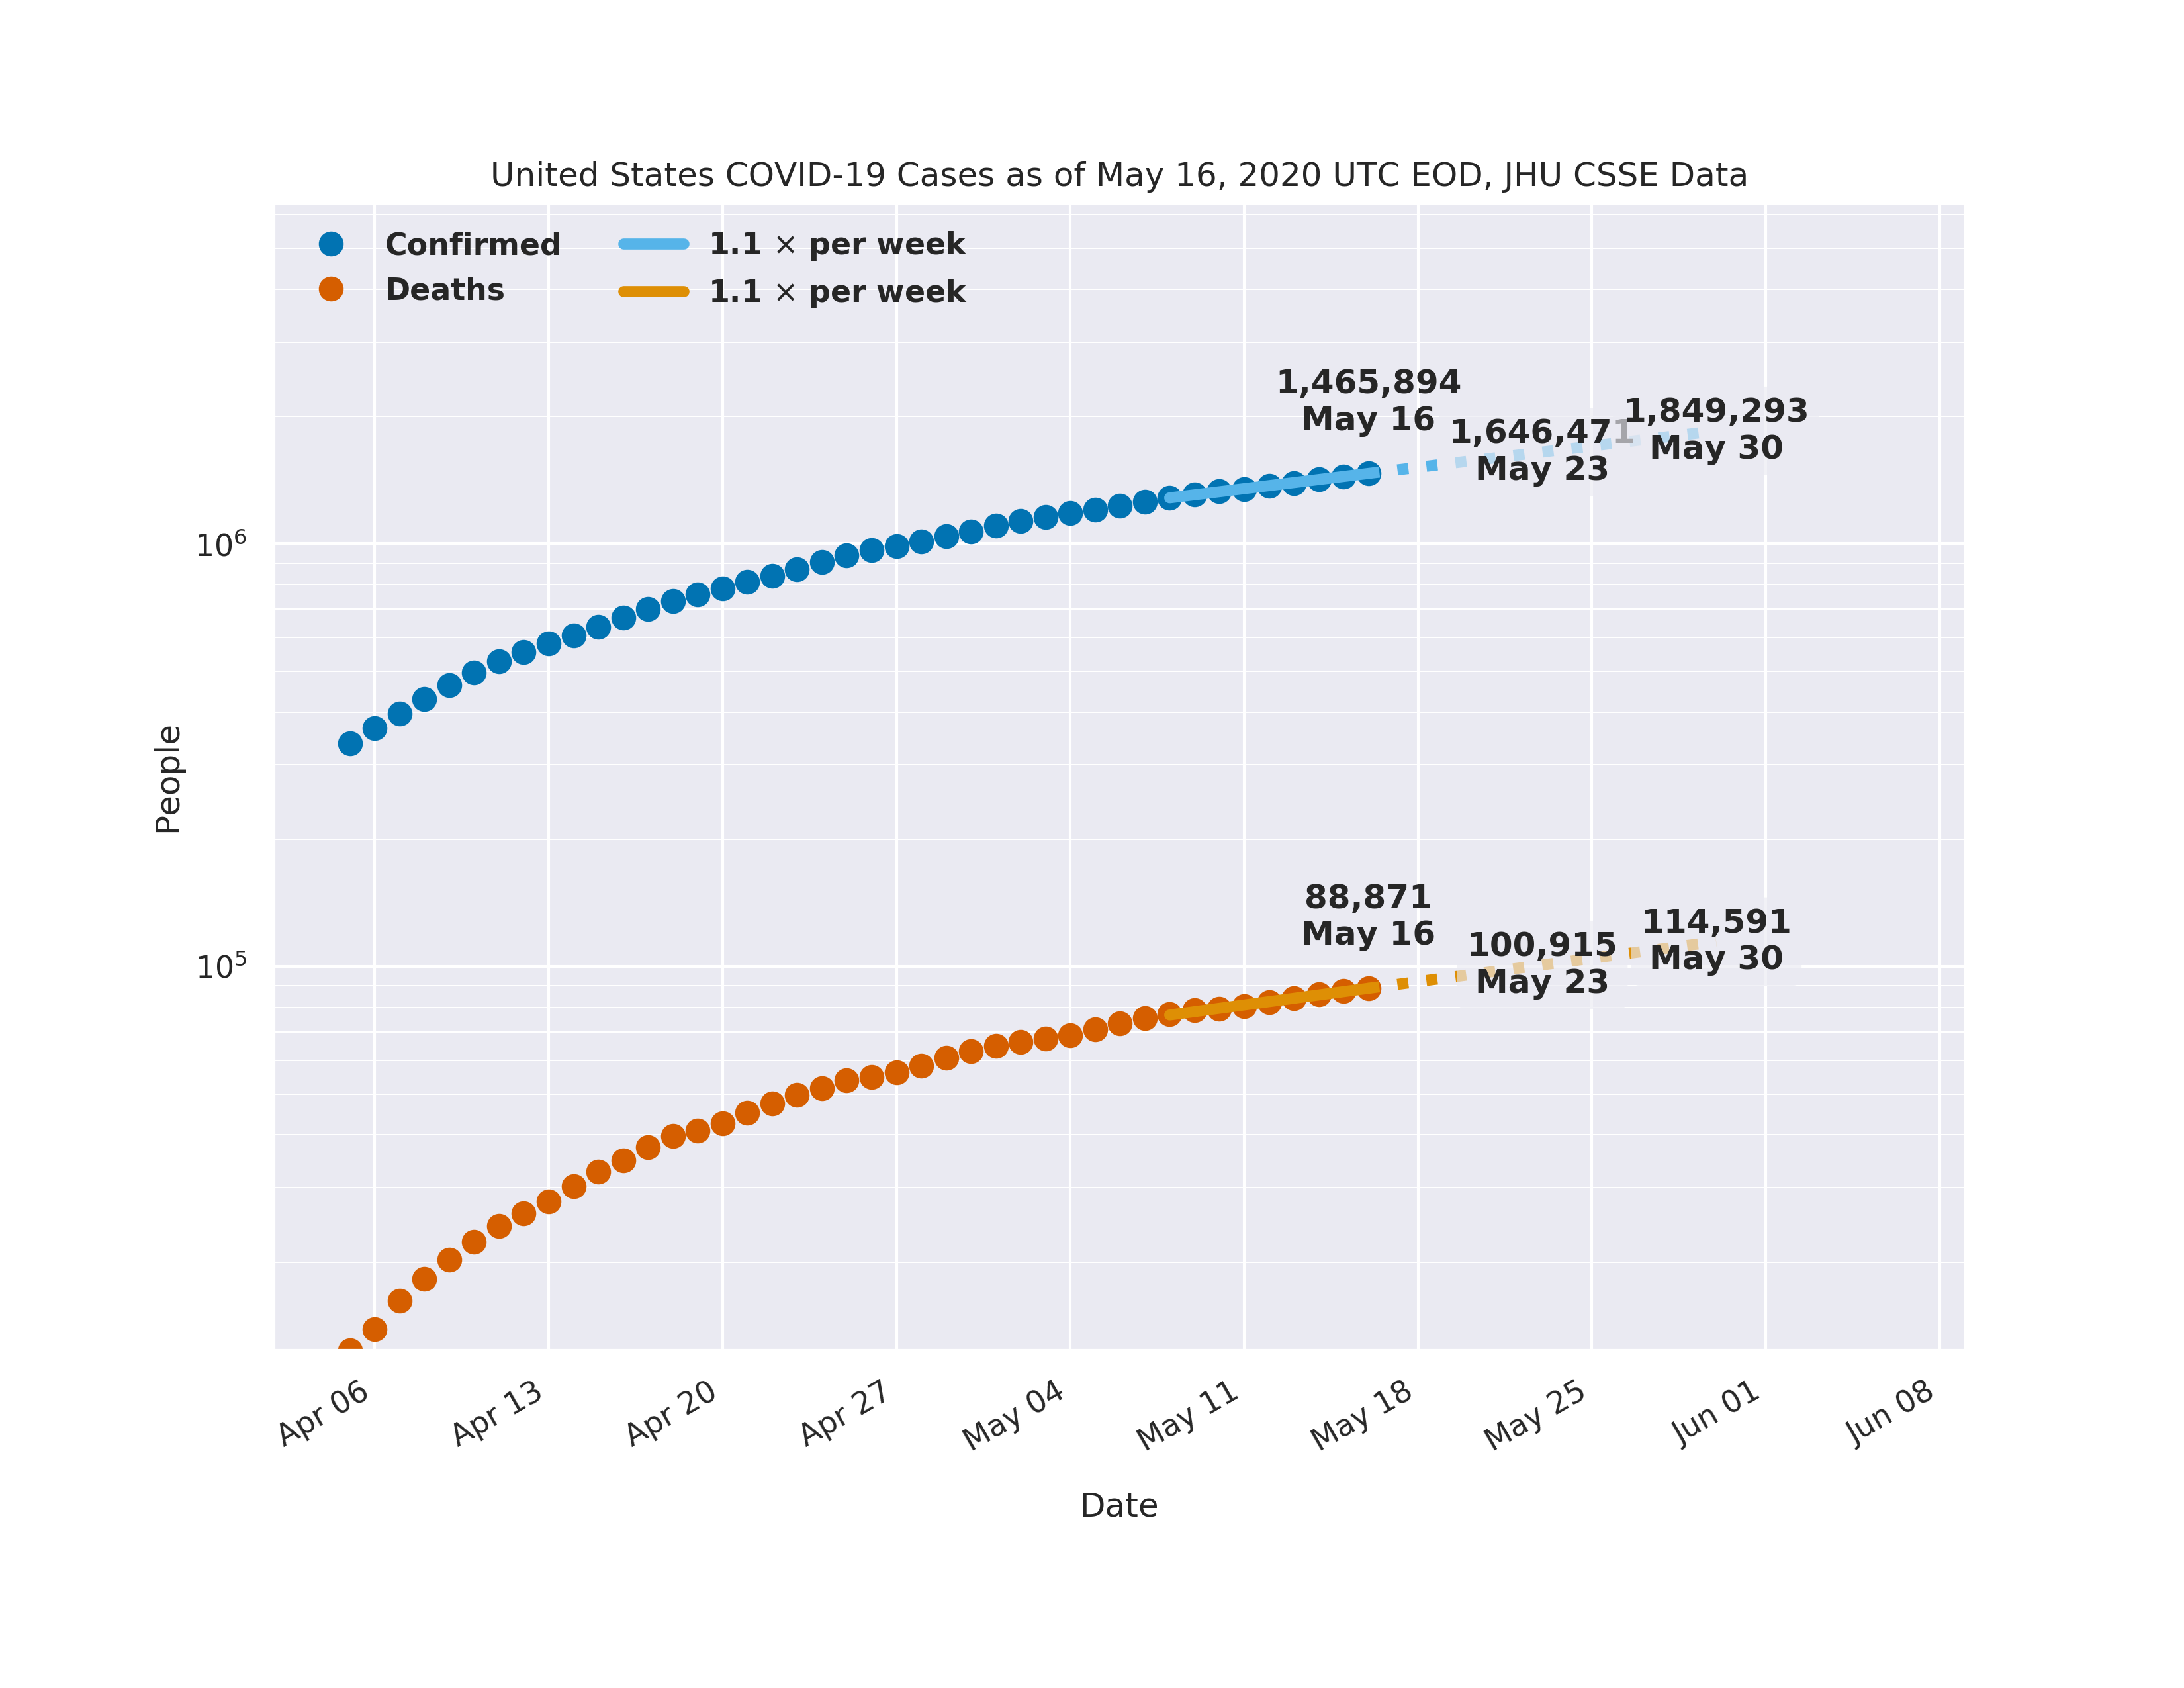 United States COVID-19 Cases as of May 16, 2020 UTC EOD, JHU CSSE Data
Confirmed
Deaths
1.1 × per week
1.1 × per week
1,465,894
May 16
1,646,471
May 23
1,849,293
May 30
88,871
May 16
100,915
May 23
114,591
May 30
10⁶
10⁵
People
Apr 06
Apr 13
Apr 20
Apr 27
May 04
May 11
May 18
May 25
Jun 01
Jun 08
Date